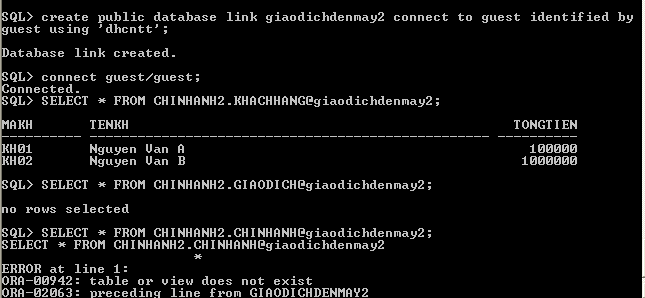 SQL> create public database link giaodichdenmay2 connect to guest identified by
guest using 'dhcntt';
Database link created.
SQL> connect guest/guest;
Connected.
SQL> SELECT * FROM CHINHANH2.KHACHHANG@giaodichdenmay2;
MAKH TENKH TONGTIEN
---------- -------------------------------------------------- ----------
KH01 Nguyen Van A 100000
KH02 Nguyen Van B 1000000
SQL> SELECT * FROM CHINHANH2.GIAODICH@giaodichdenmay2;
no rows selected
SQL> SELECT * FROM CHINHANH2.CHINHANH@giaodichdenmay2;
SELECT * FROM CHINHANH2.CHINHANH@giaodichdenmay2
*
ERROR at line 1:
ORA-00942: table or view does not exist
ORA-02063: preceding line from GIAODICHDENMAY2